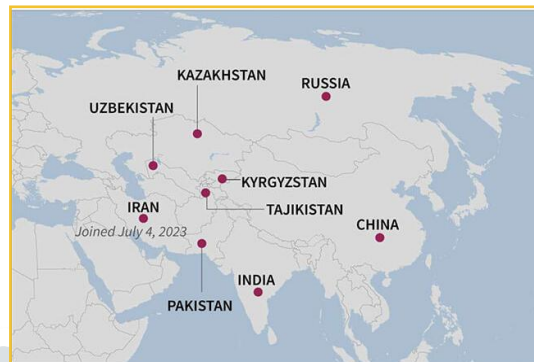 KAZAKHSTAN
RUSSIA
UZBEKISTAN
KYRGYZSTAN
IRAN
TAJIKISTAN
Joined July 4, 2023
CHINA
INDIA
PAKISTAN